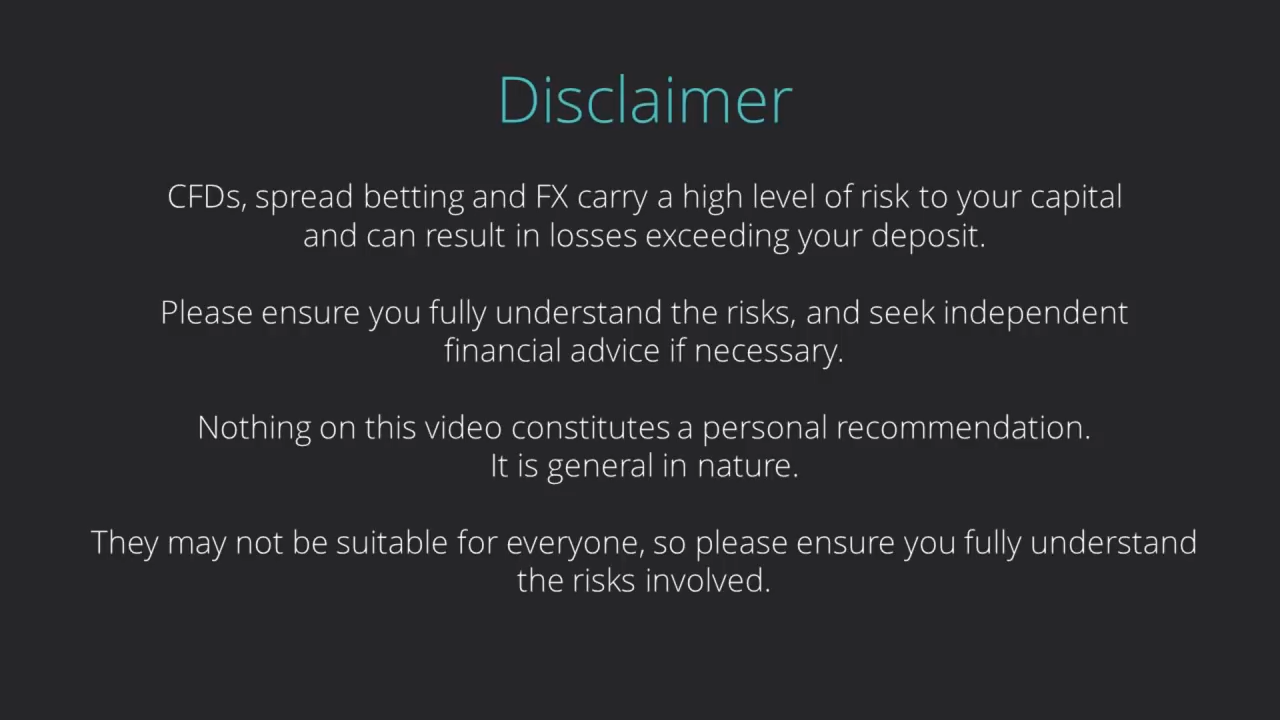 Disclaimer
CFDs, spread betting and FX carry a high level of risk to your capital
and can result in losses exceeding your deposit.
Please ensure you fully understand the risks, and seek independent
financial advice if necessary.
Nothing on this video constitutes a personal recommendation.
It is general in nature.
They may not be suitable for everyone, so please ensure you fully understand
the risks involved.